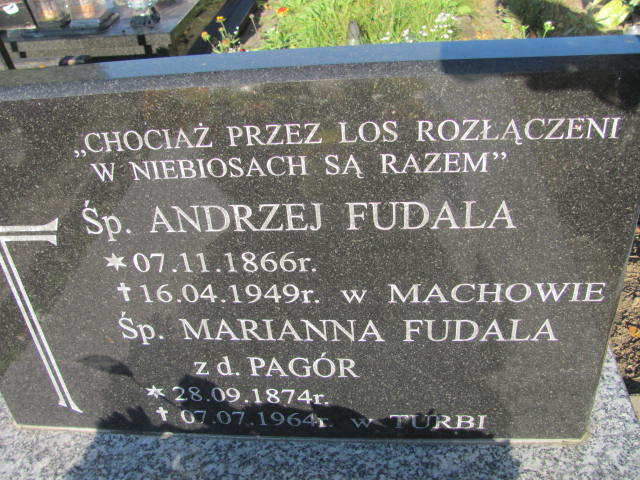 „CHOCIAŻ PRZEZ LOS ROZŁĄCZENI
W NIEBIOSACH SĄ RAZEM”
Śp. ANDRZEJ FUDALA
* 07.11.1866r.
† 16.04.1949r. w MACHOWIE
Śp. MARIANNA FUDALA
z d. PAGÓR
* 28.09.1874r.
† 07.07.1964r. w TURBI